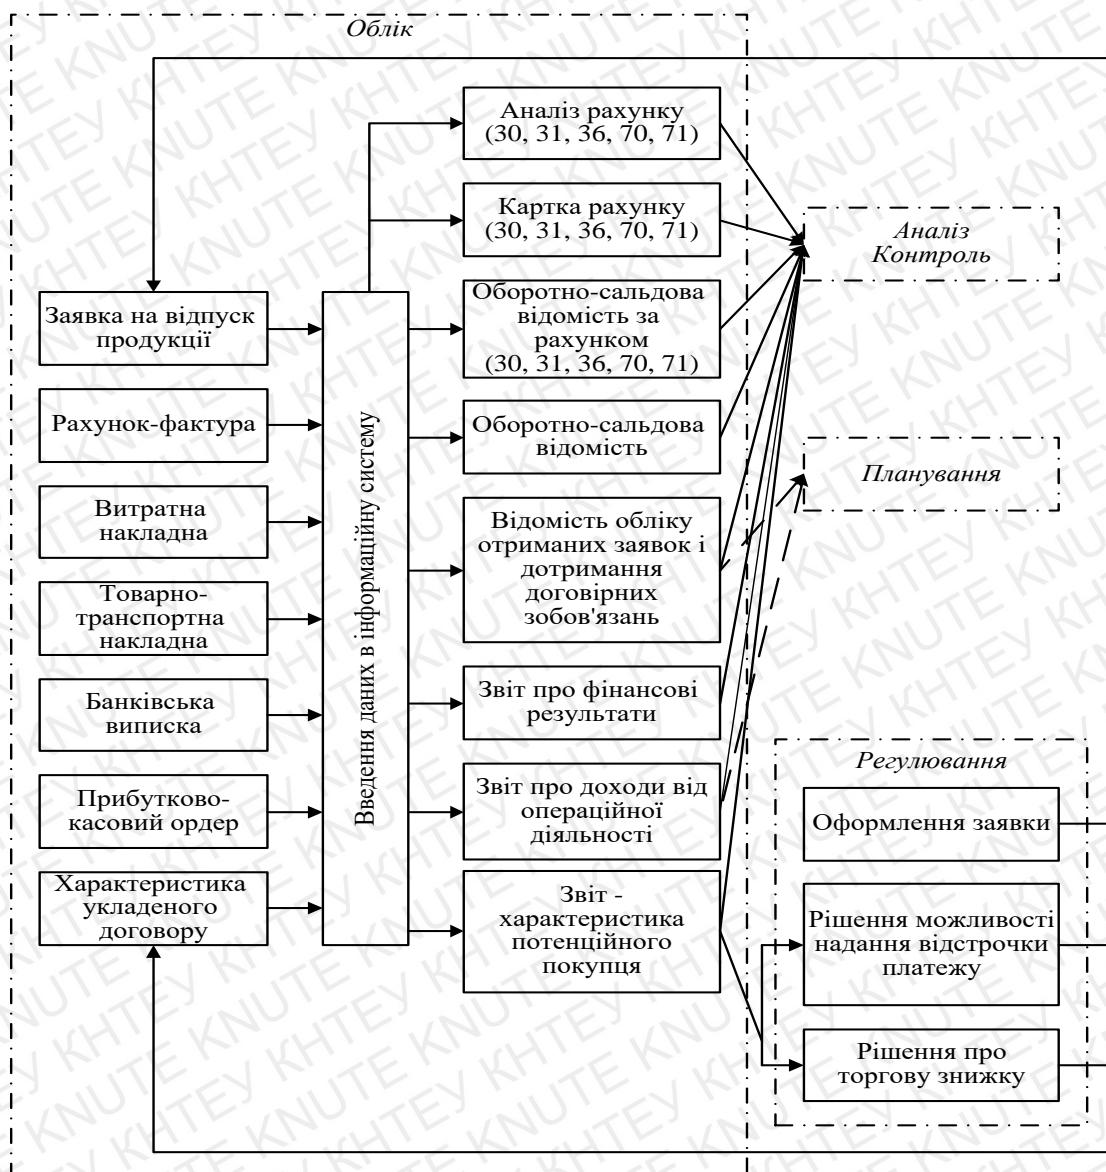 Облік
Аналіз рахунку
(30, 31, 36, 70, 71)
Картка рахунку
(30, 31, 36, 70, 71)
Оборотно-сальдова
відомість за
рахунком
(30, 31, 36, 70, 71)
Оборотно-сальдова
відомість
Відомість обліку
отриманих заявок і
дотримання
договірних
зобов'язань
Звіт про фінансові
результати
Звіт про доходи від
операційної
діяльності
Звіт -
характеристика
потенційного
покупця
Заявка на відпуск
продукції
Рахунок-фактура
Витратна
накладна
Товарно-
транспортна
накладна
Банківська
виписка
Прибутково-
касовий ордер
Характеристика
укладеного
договору
Введення даних в інформаційну систему
Аналіз
Контроль
Планування
Регулювання
Оформлення заявки
Рішення можливості
надання відстрочки
платежу
Рішення про
торгову знижку
КНТЕУ KNUTE